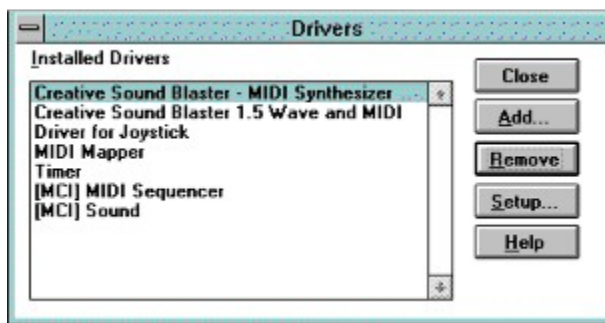 Drivers
Installed Drivers
Creative Sound Blaster - MIDI Synthesizer
Creative Sound Blaster 1.5 Wave and MIDI
Driver for Joystick
MIDI Mapper
Timer
[MCI] MIDI Sequencer
[MCI] Sound
Close
Add...
Remove
Setup...
Help